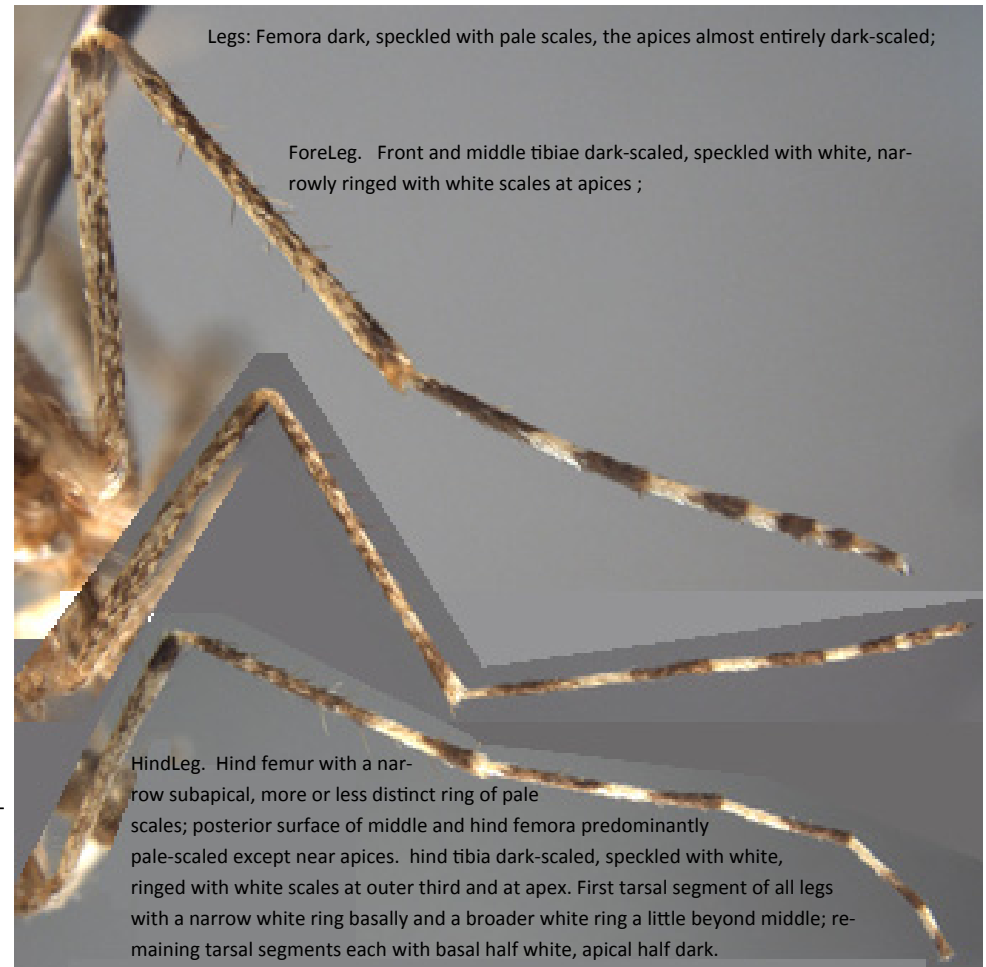 Legs: Femora dark, speckled with pale scales, the apices almost entirely dark-scaled;
ForeLeg. Front and middle tibiae dark-scaled, speckled with white, nar-
rowly ringed with white scales at apices ;
HindLeg. Hind femur with a nar-
row subapical, more or less distinct ring of pale
scales; posterior surface of middle and hind femora predominantly
pale-scaled except near apices. hind tibia dark-scaled, speckled with white,
ringed with white scales at outer third and at apex. First tarsal segment of all legs
with a narrow white ring basally and a broader white ring a little beyond middle; re-
maining tarsal segments each with basal half white, apical half dark.